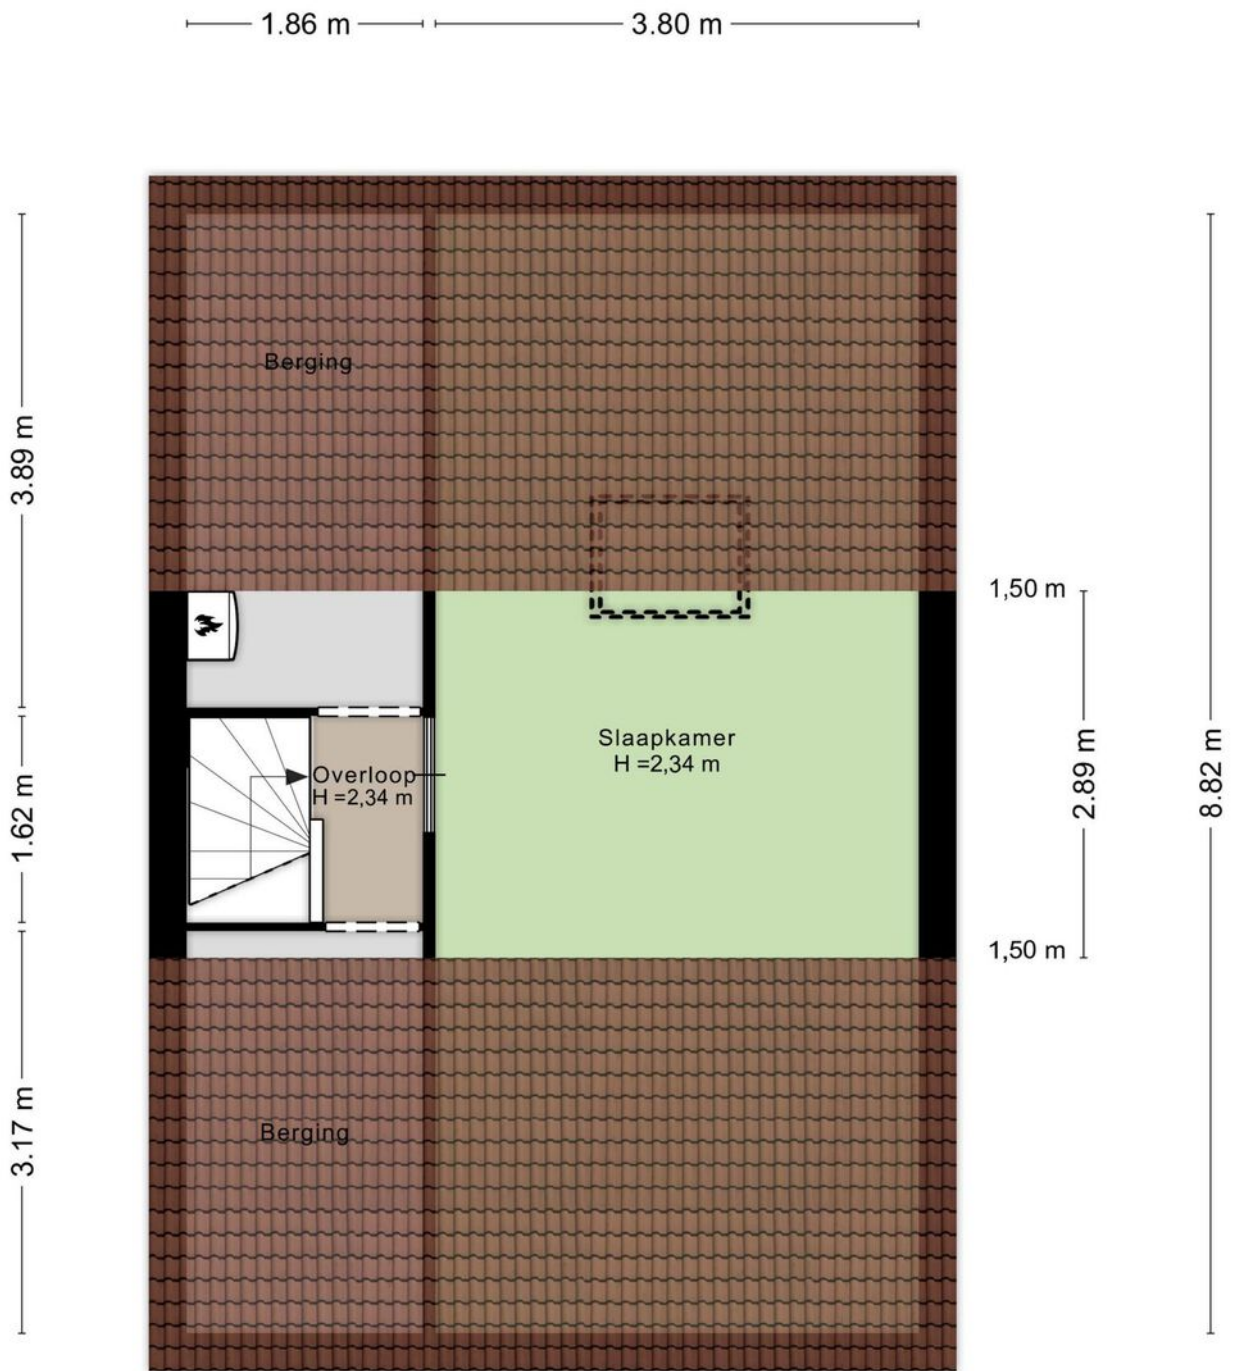 1.86 m
3.80 m
Berging
3.89 m
1,50 m
Slaapkamer
H =2,34 m
Overloop
H =2,34 m
1.62 m
2.89 m
8.82 m
1,50 m
3.17 m
Berging